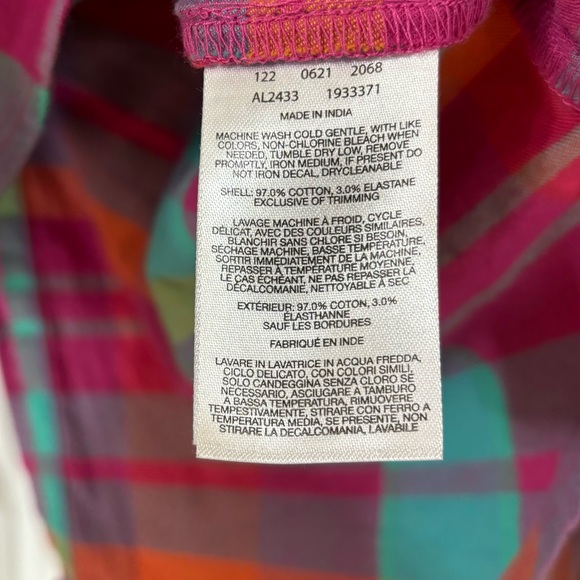 122 0621 2068
AL2433 1933371
MADE IN INDIA
MACHINE WASH COLD GENTLE, WITH LIKE
COLORS, NON-CHLORINE BLEACH WHEN
NEEDED, TUMBLE DRY LOW, REMOVE
PROMPTLY, IRON MEDIUM, IF PRESENT DO
NOT IRON DECAL, DRYCLEANABLE
SHELL: 97.0% COTTON, 3.0% ELASTANE
EXCLUSIVE OF TRIMMING
LAVAGE MACHINE À FROID, CYCLE
DÉLICAT, AVEC DES COULEURS SIMILAIRES,
BLANCHIR SANS CHLORE SI BESOIN,
SÉCHAGE MACHINE, BASSE TEMPÉRATURE,
SORTIR IMMÉDIATEMENT DE LA MACHINE,
REPASSER À TEMPÉRATURE MOYENNE,
LE CAS ÉCHÉANT, NE PAS REPASSER LA
DÉCALCOMANIE, NETTOYABLE À SEC
EXTÉRIEUR: 97.0% COTON, 3.0%
ÉLASTHANNE
SAUF LES BORDURES
FABRIQUÉ EN INDE
LAVARE IN LAVATRICE IN ACQUA FREDDA,
CICLO DELICATO, CON COLORI SIMILI,
SOLO CANDEGGINA SENZA CLORO SE
NECESSARIO, ASCIUGARE A TAMBURO
A BASSA TEMPERATURA, RIMUOVERE
TEMPESTIVAMENTE, STIRARE CON FERRO A
TEMPERATURA MEDIA, SE PRESENTE, NON
STIRARE LA DECALCOMANIA, LAVABILE